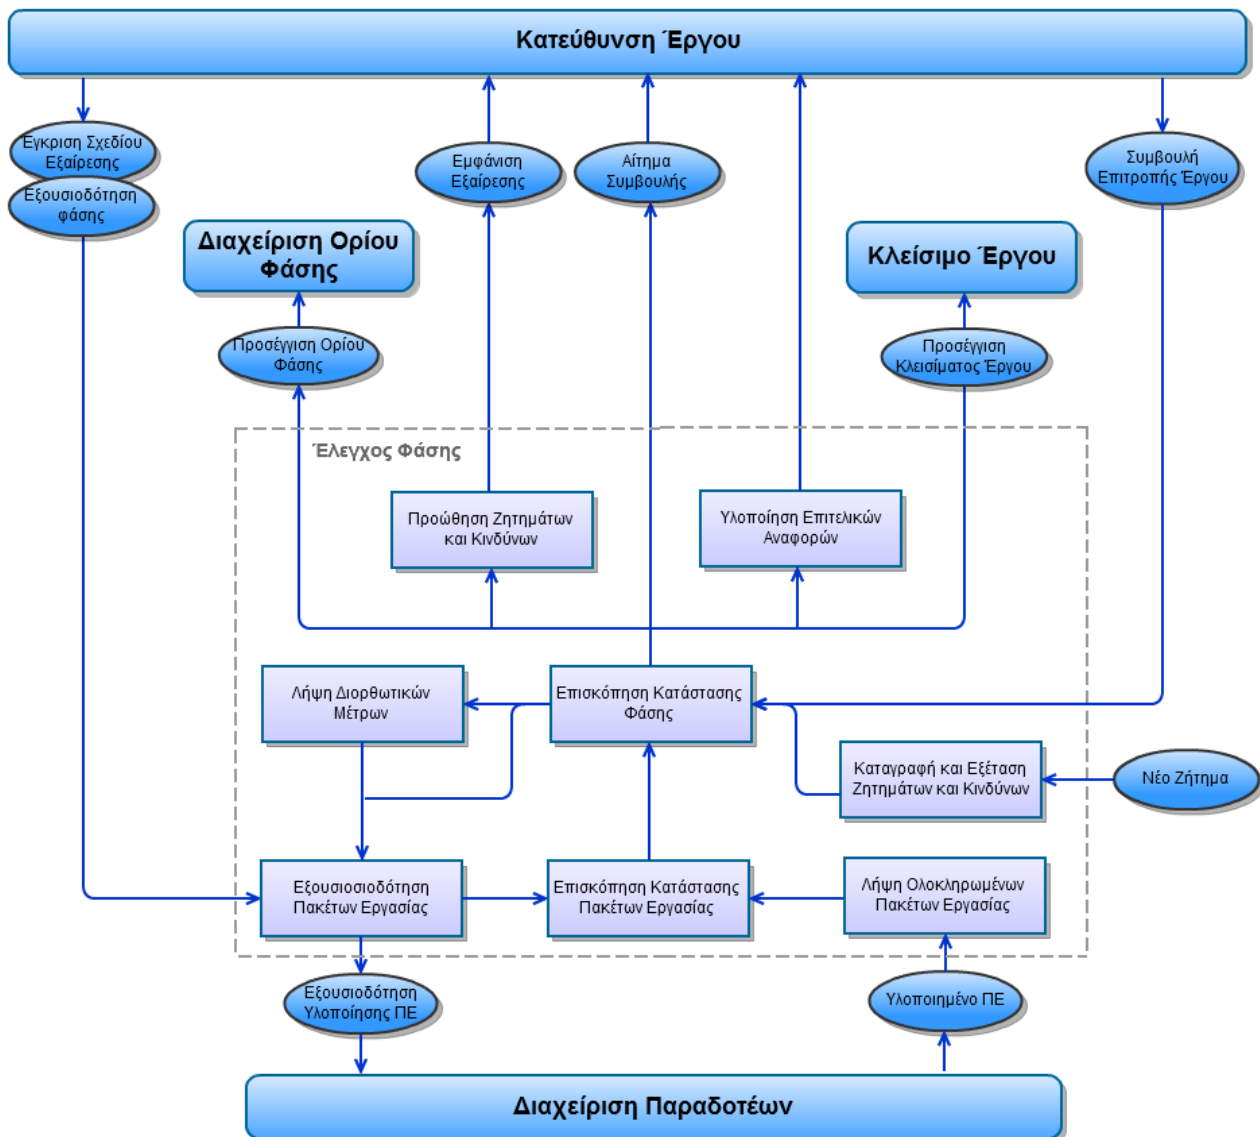 Κατεύθυνση Έργου
Έγκριση Σχεδίου
Εξαίρεσης
Εξουσιοδότηση
φάσης
Εμφάνιση
Εξαίρεσης
Αίτημα
Συμβουλής
Συμβουλή
Επιτροπής Έργου
Διαχείριση Ορίου
Φάσης
Κλείσιμο Έργου
Προσέγγιση Ορίου
Φάσης
Προσέγγιση
Κλεισίματος Έργου
Έλεγχος Φάσης
Προώθηση Ζητημάτων
και Κινδύνων
Υλοποίηση Επιτελικών
Αναφορών
Λήψη Διορθωτικών
Μέτρων
Επισκόπηση Κατάστασης
Φάσης
Καταγραφή και Εξέταση
Ζητημάτων και Κινδύνων
Νέο Ζήτημα
Εξουσιοσιοδότηση
Πακέτων Εργασίας
Επισκόπηση Κατάστασης
Πακέτων Εργασίας
Λήψη Ολοκληρωμένων
Πακέτων Εργασίας
Εξουσιοδότηση
Υλοποίησης ΠΕ
Υλοποιημένο ΠΕ
Διαχείριση Παραδοτέων